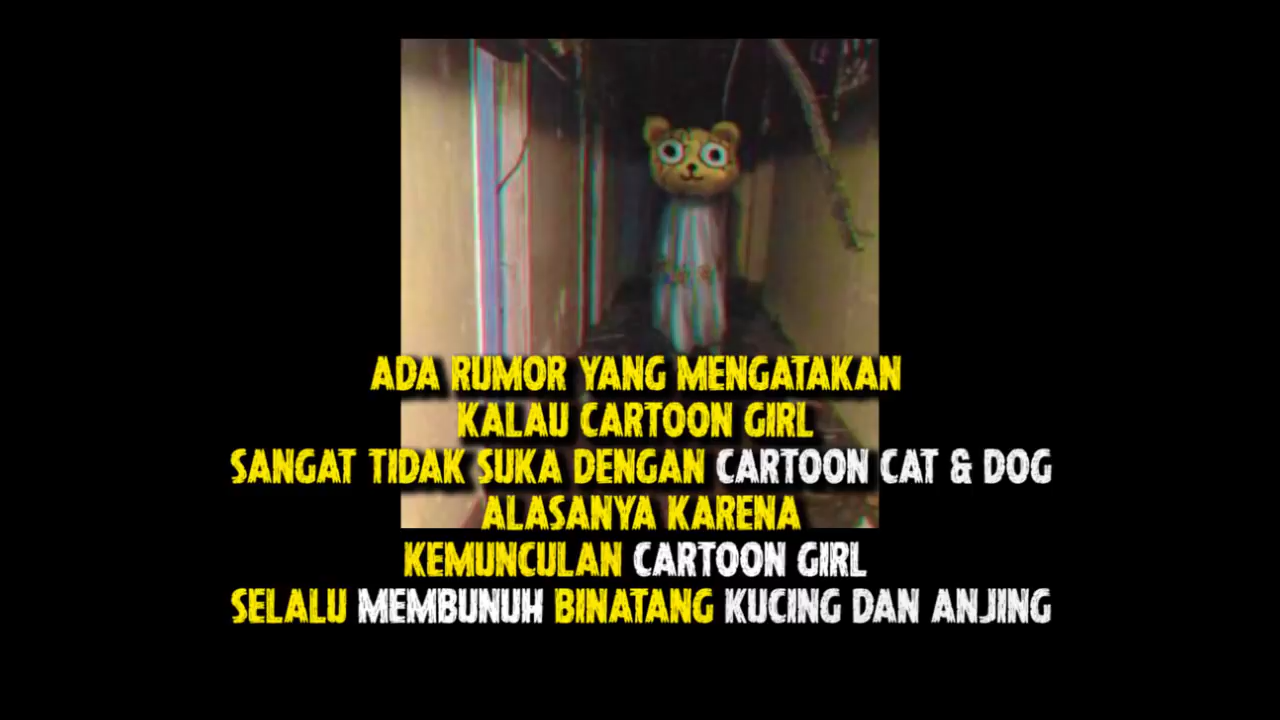 ADA RUMOR YANG MENGATAKAN
KALAU CARTOON GIRL
SANGAT TIDAK SUKA DENGAN CARTOON CAT & DOG
ALASANYA KARENA
KEMUNCULAN CARTOON GIRL
SELALU MEMBUNUH BINATANG KUCING DAN ANJING